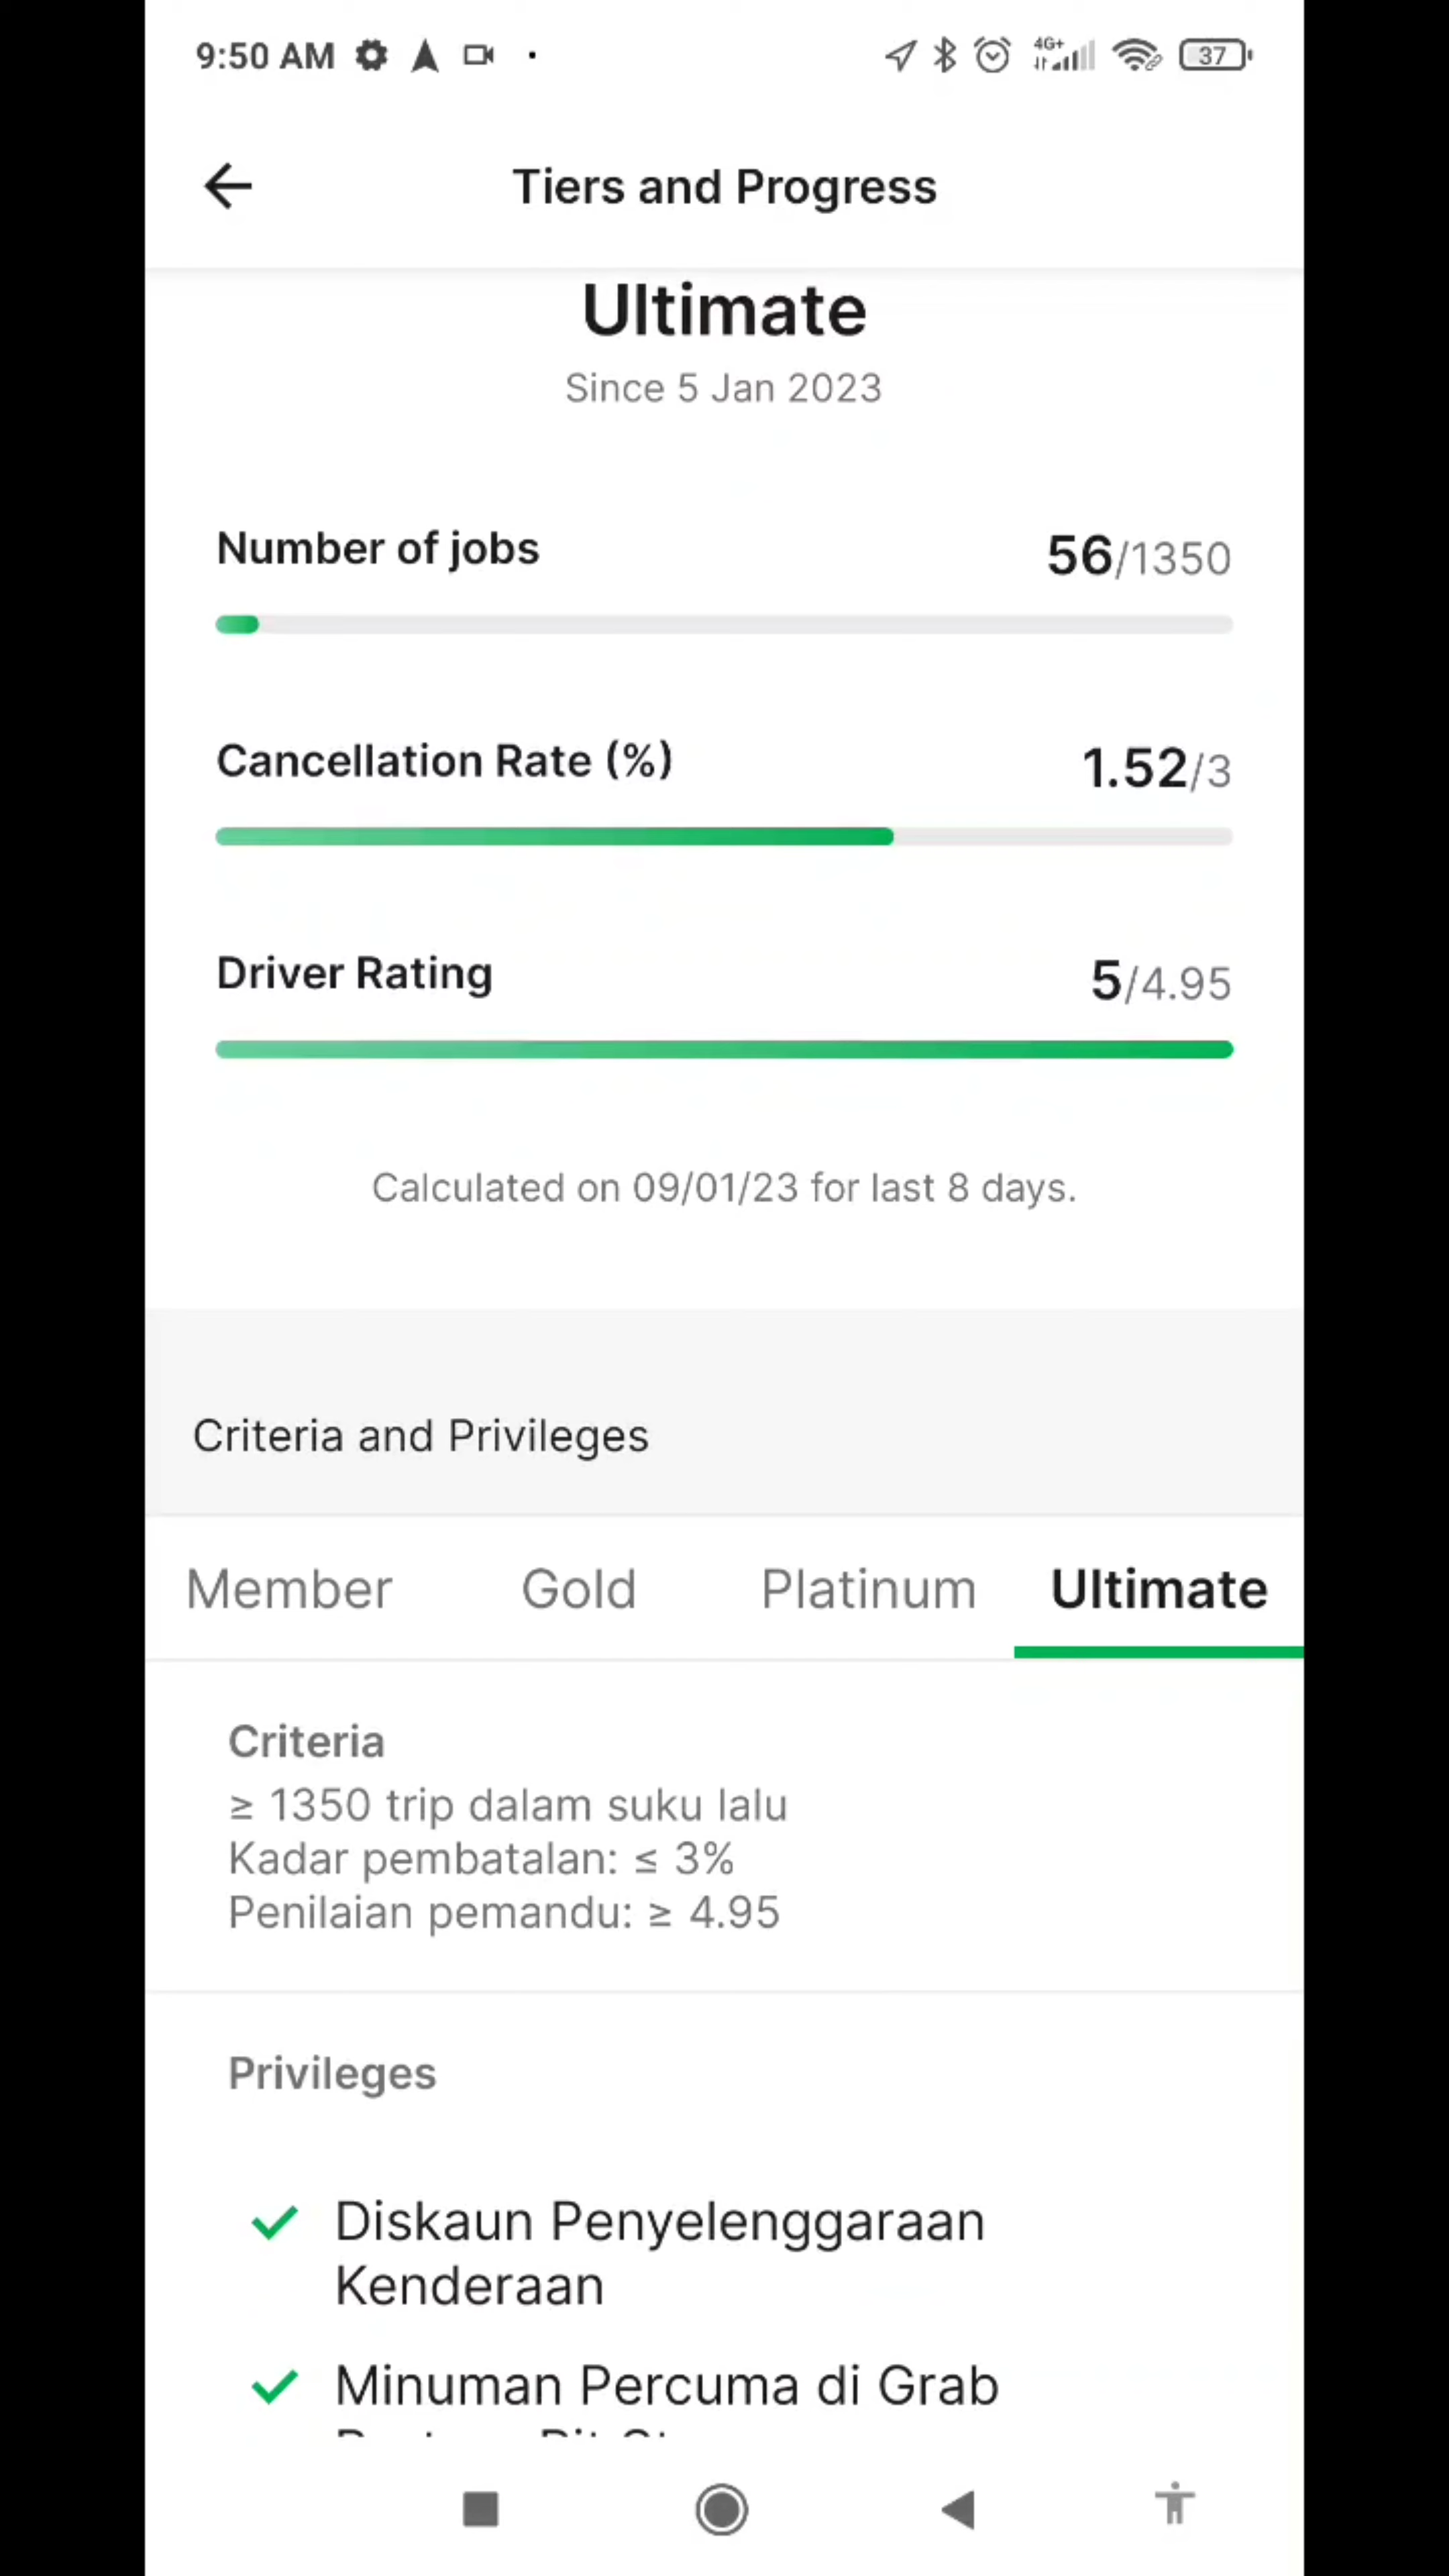 9:50 AM
4G+
37
Tiers and Progress
Ultimate
Since 5 Jan 2023
Number of jobs
56/1350
Cancellation Rate (%)
1.52/3
Driver Rating
5/4.95
Calculated on 09/01/23 for last 8 days.
Criteria and Privileges
Member Gold Platinum Ultimate
Criteria
≥ 1350 trip dalam suku lalu
Kadar pembatalan: ≤ 3%
Penilaian pemandu: ≥ 4.95
Privileges
Diskaun Penyelenggaraan
Kenderaan
Minuman Percuma di Grab